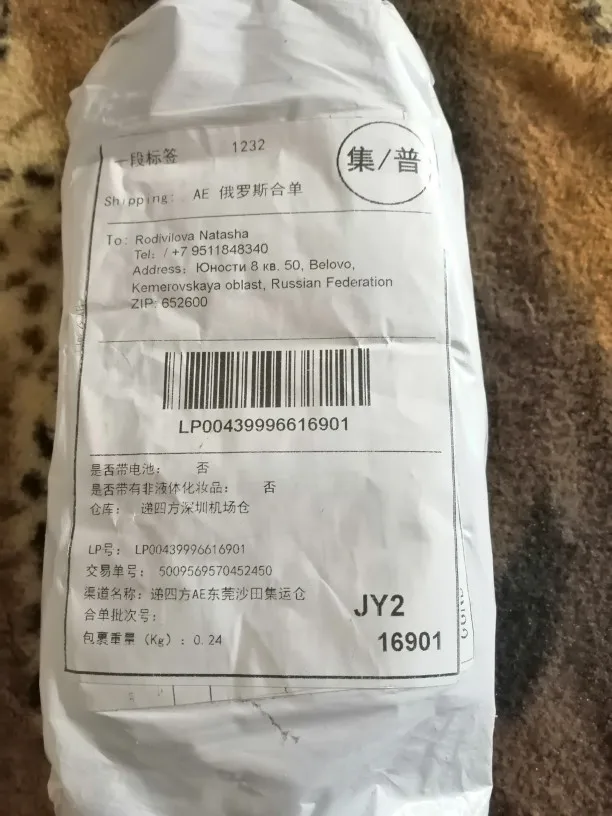 一段标签 1232
集/普
Shipping: AE 俄罗斯合单
To: Rodivilova Natasha
Tel: / +7 9511848340
Address: Юности 8 кв. 50, Belovo,
Kemerovskaya oblast, Russian Federation
ZIP: 652600
LP00439996616901
是否带电池: 否
是否带有非液体化妆品: 否
仓库: 递四方深圳机场仓
LP号: LP00439996616901
交易单号: 5009569570452450
渠道名称: 递四方AE东莞沙田集运仓
合单批次号:
包裹重量 (Kg) : 0.24
JY2
16901